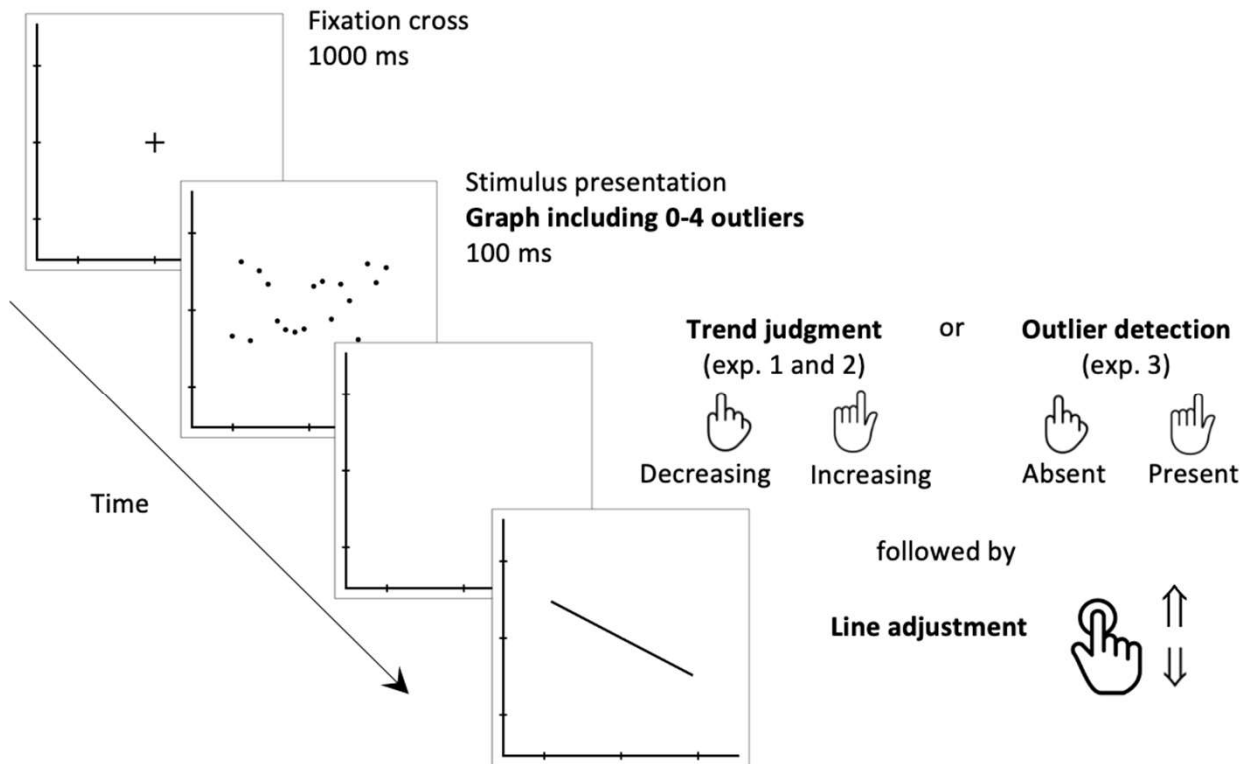 Fixation cross
1000 ms
Stimulus presentation
Graph including 0-4 outliers
100 ms
Trend judgment or Outlier detection
(exp. 1 and 2) (exp. 3)
Decreasing Increasing Absent Present
Time
followed by
Line adjustment